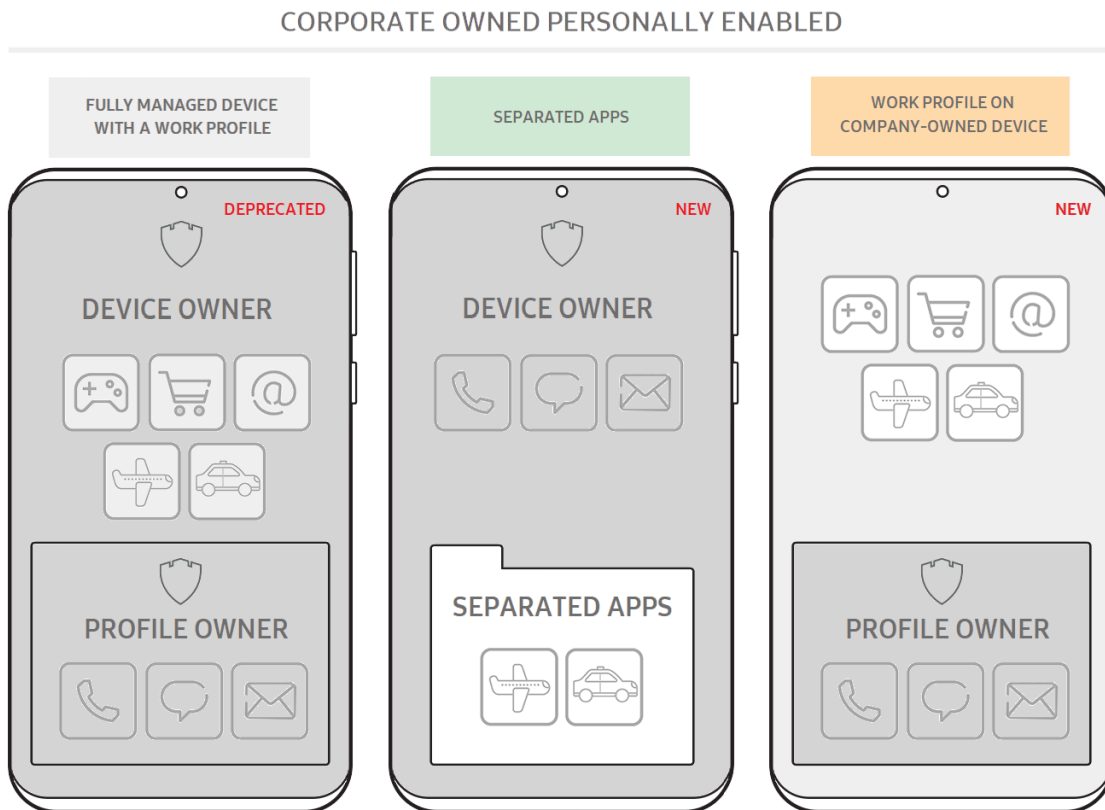 CORPORATE OWNED PERSONALLY ENABLED
FULLY MANAGED DEVICE
WITH A WORK PROFILE
DEPRECATED
DEVICE OWNER
PROFILE OWNER
SEPARATED APPS
NEW
DEVICE OWNER
SEPARATED APPS
WORK PROFILE ON
COMPANY-OWNED DEVICE
NEW
PROFILE OWNER